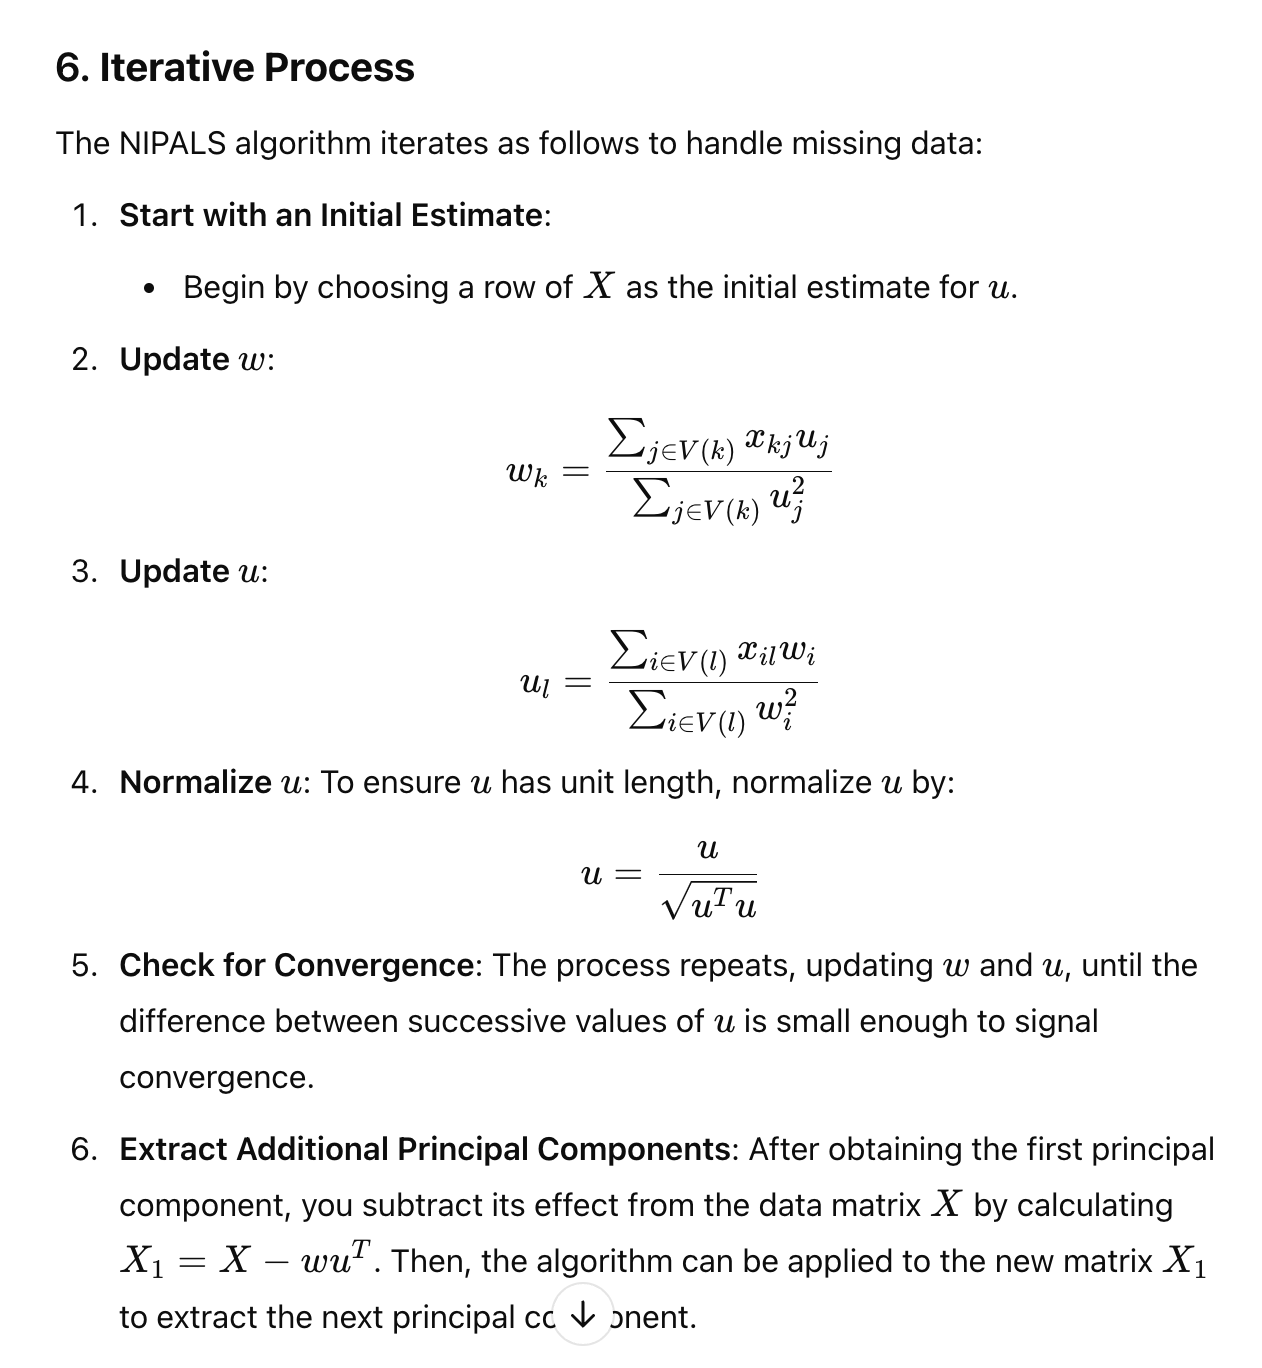 6. Iterative Process
The NIPALS algorithm iterates as follows to handle missing data:
1. Start with an Initial Estimate:
• Begin by choosing a row of X as the initial estimate for u.
2. Update w:
w_k = \frac{\sum_{j \in V(k)} x_{kj} u_j}{\sum_{j \in V(k)} u_j^2}
3. Update u:
u_l = \frac{\sum_{i \in V(l)} x_{il} w_i}{\sum_{i \in V(l)} w_i^2}
4. Normalize u: To ensure u has unit length, normalize u by:
u = \frac{u}{\sqrt{u^T u}}
5. Check for Convergence: The process repeats, updating w and u, until the
difference between successive values of u is small enough to signal
convergence.
6. Extract Additional Principal Components: After obtaining the first principal
component, you subtract its effect from the data matrix X by calculating
X_1 = X − wu^T. Then, the algorithm can be applied to the new matrix X_1
to extract the next principal